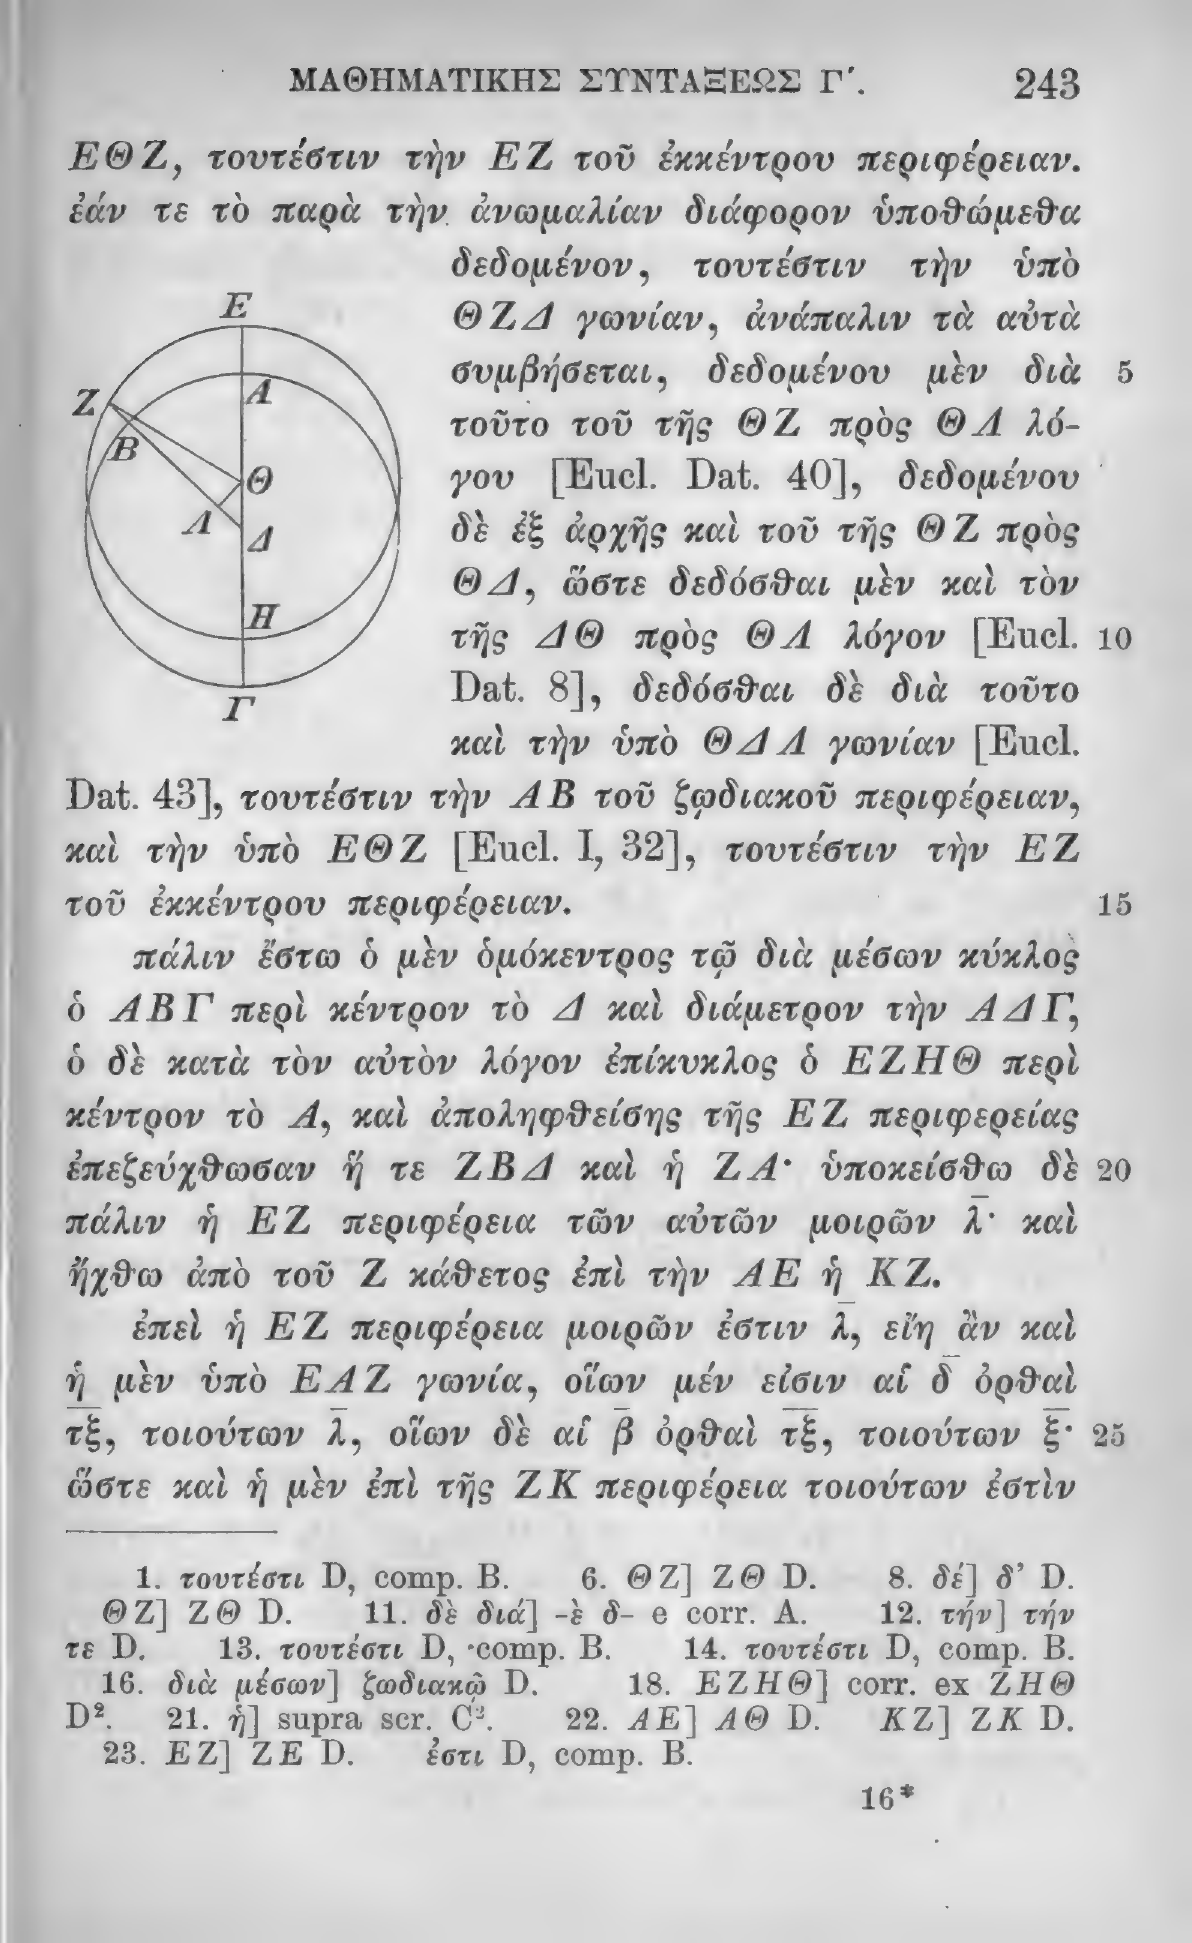 ΜΑΘΗΜΑΤΙΚΗΣ ΣΥΝΤΑΞΕΩΣ Γ΄. 243
ΕΘΖ, τουτέστιν τὴν ΕΖ τοῦ ἐκκέντρου περιφέρειαν.
ἐάν τε τὸ παρὰ τὴν ἀνωμαλίαν διάφορον ὑποθώμεθα
δεδομένον, τουτέστιν τὴν ὑπὸ
ΘΖΔ γωνίαν, ἀνάπαλιν τὰ αὐτὰ
συμβήσεται, δεδομένου μὲν διὰ 5
τοῦτο τοῦ τῆς ΘΖ πρὸς ΘΛ λό-
γου [Eucl. Dat. 40], δεδομένου
δὲ ἐξ ἀρχῆς καὶ τοῦ τῆς ΘΖ πρὸς
ΘΔ, ὥστε δεδόσθαι μὲν καὶ τὸν
τῆς ΔΘ πρὸς ΘΛ λόγον [Eucl. 10
Dat. 8], δεδόσθαι δὲ διὰ τοῦτο
καὶ τὴν ὑπὸ ΘΔΛ γωνίαν [Eucl.
Ε
Α
Ζ
Β
Θ
Λ
Δ
Η
Γ
Dat. 43], τουτέστιν τὴν ΑΒ τοῦ ζῳδιακοῦ περιφέρειαν,
καὶ τὴν ὑπὸ ΕΘΖ [Eucl. I, 32], τουτέστιν τὴν ΕΖ
τοῦ ἐκκέντρου περιφέρειαν. 15
πάλιν ἔστω ὁ μὲν ὁμόκεντρος τῷ διὰ μέσων κύκλος
ὁ ΑΒΓ περὶ κέντρον τὸ Δ καὶ διάμετρον τὴν ΑΔΓ,
ὁ δὲ κατὰ τὸν αὐτὸν λόγον ἐπίκυκλος ὁ ΕΖΗΘ περὶ
κέντρον τὸ Α, καὶ ἀποληφθείσης τῆς ΕΖ περιφερείας
ἐπεζεύχθωσαν ἥ τε ΖΒΔ καὶ ἡ ΖΑ· ὑποκείσθω δὲ 20
πάλιν ἡ ΕΖ περιφέρεια τῶν αὐτῶν μοιρῶν λ̅· καὶ
ἤχθω ἀπὸ τοῦ Ζ κάθετος ἐπὶ τὴν ΑΕ ἡ ΚΖ.
ἐπεὶ ἡ ΕΖ περιφέρεια μοιρῶν ἐστιν λ̅, εἴη ἂν καὶ
ἡ μὲν ὑπὸ ΕΑΖ γωνία, οἵων μέν εἰσιν αἱ δ̅ ὀρθαὶ
τ̅ξ̅, τοιούτων λ̅, οἵων δὲ αἱ β̅ ὀρθαὶ τ̅ξ̅, τοιούτων ξ̅· 25
ὥστε καὶ ἡ μὲν ἐπὶ τῆς ΖΚ περιφέρεια τοιούτων ἐστὶν
1. τουτέστι D, comp. B. 6. ΘΖ] ΖΘ D. 8. δέ] δ’ D.
ΘΖ] ΖΘ D. 11. δὲ διά] -ὲ δ- e corr. A. 12. τήν] τήν
τε D. 13. τουτέστι D, comp. B. 14. τουτέστι D, comp. B.
16. διὰ μέσων] ζωδιακῷ D. 18. ΕΖΗΘ] corr. ex ΖΗΘ
D². 21. ἡ] supra scr. C². 22. ΑΕ] ΑΘ D. ΚΖ] ΖΚ D.
23. ΕΖ] ΖΕ D. ἐστι D, comp. B.
16*